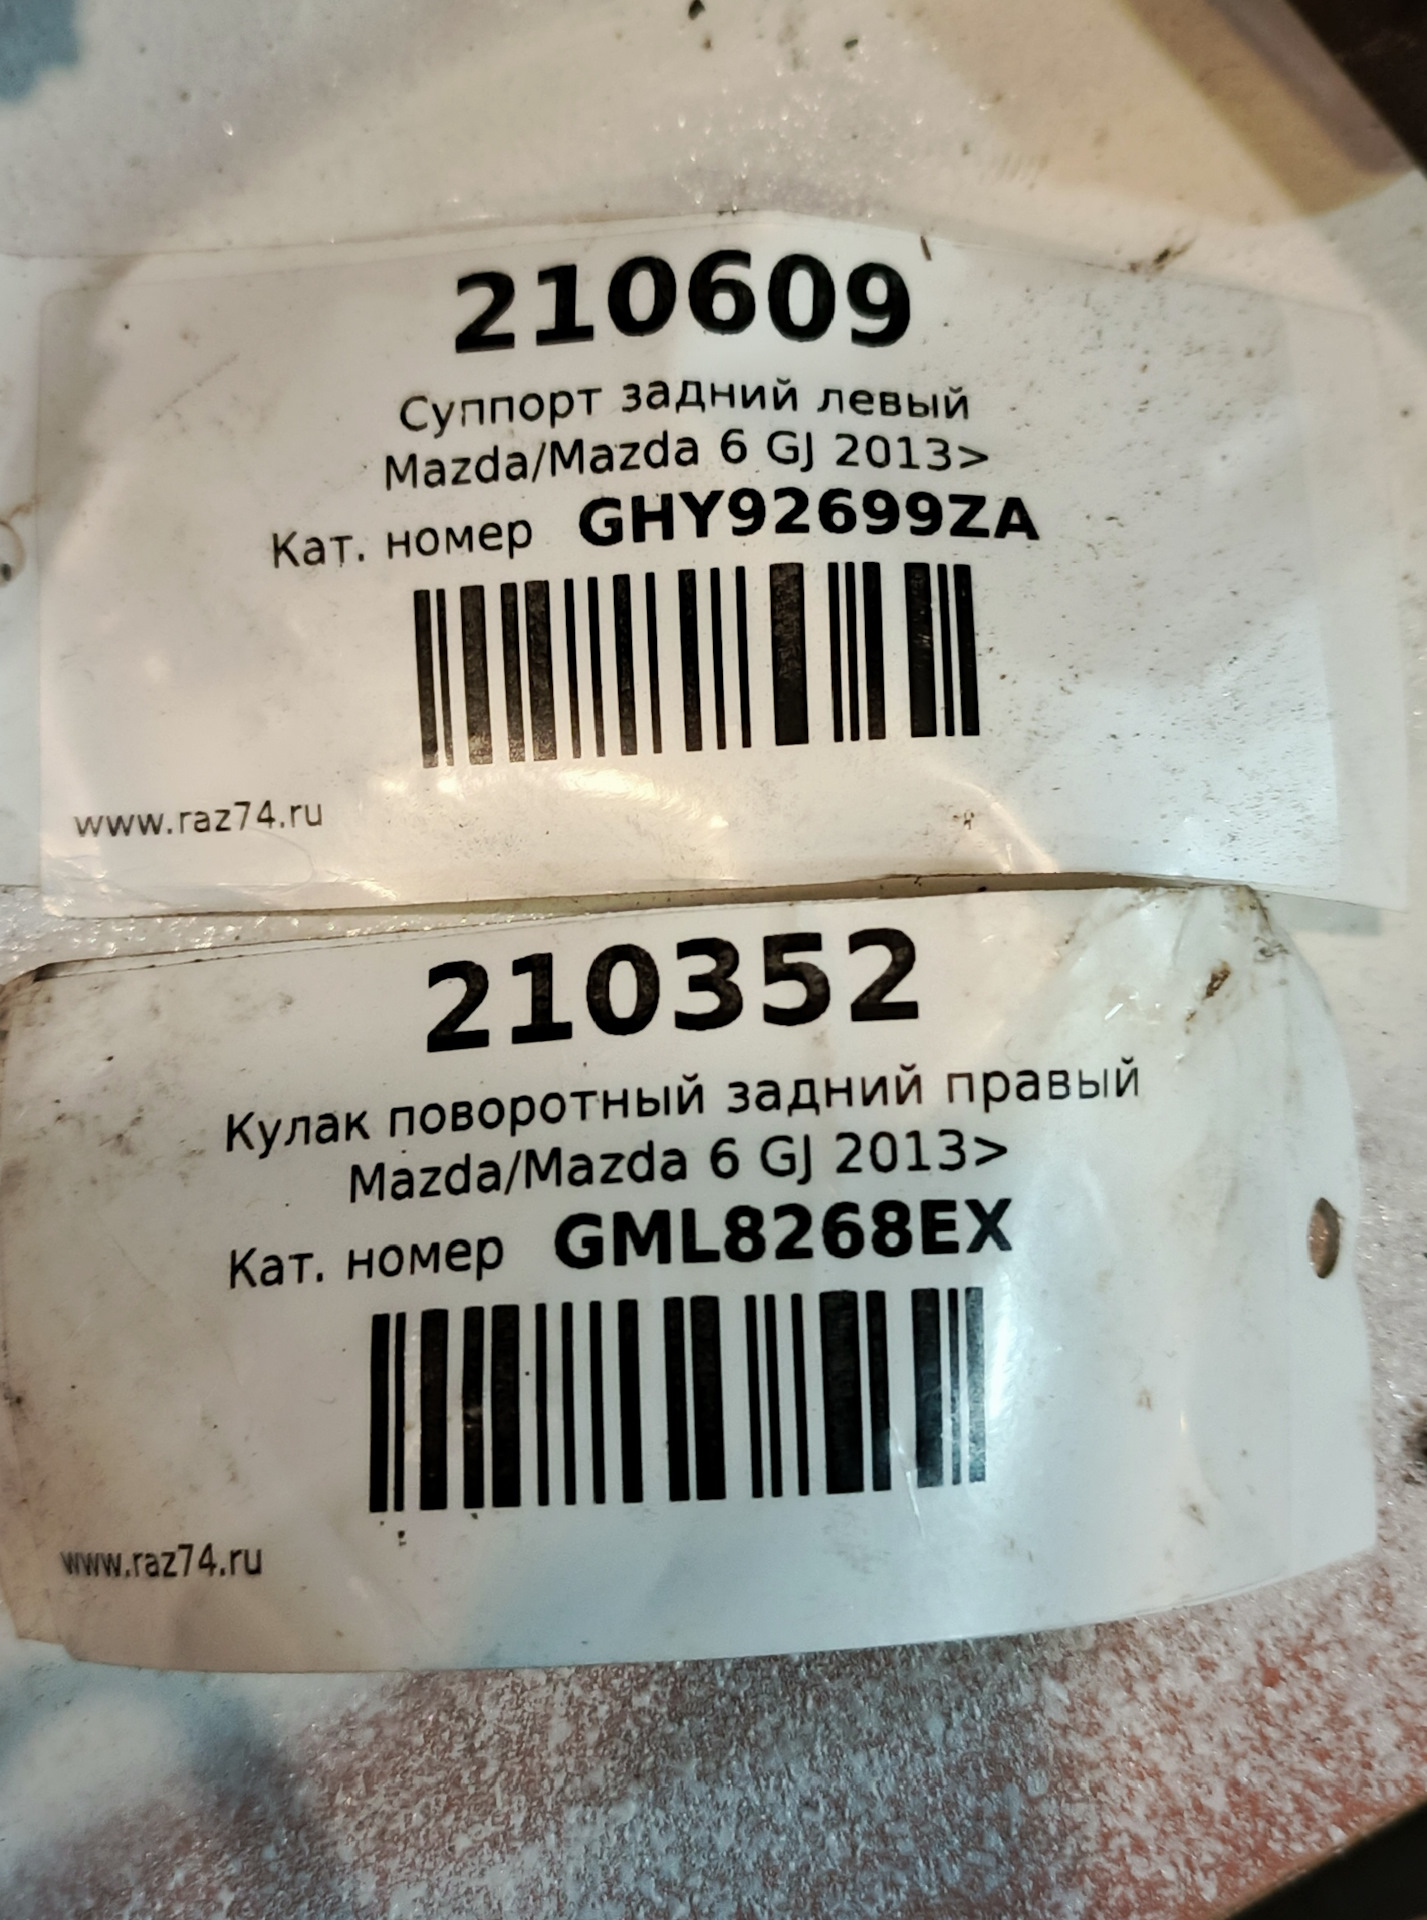 210609
Суппорт задний левый
Mazda/Mazda 6 GJ 2013>
Кат. номер GHY92699ZA
www.raz74.ru
210352
Кулак поворотный задний правый
Mazda/Mazda 6 GJ 2013>
Кат. номер GML8268EX
www.raz74.ru